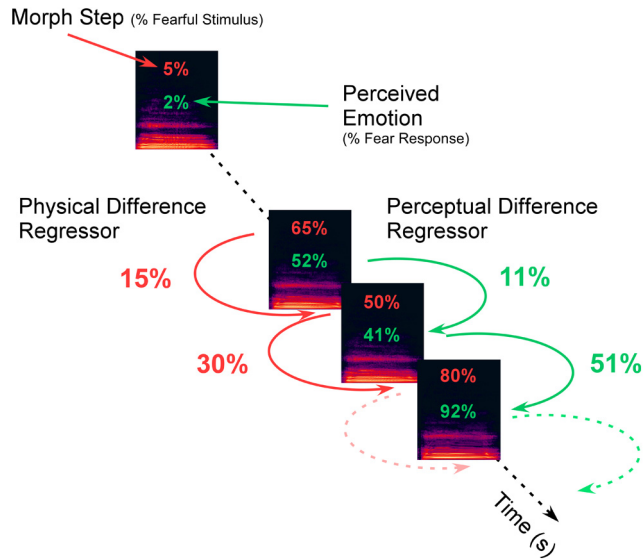 Morph Step (% Fearful Stimulus)
5%
2%
Perceived
Emotion
(% Fear Response)
Physical Difference
Regressor
Perceptual Difference
Regressor
65%
52%
15%
11%
50%
41%
30%
51%
80%
92%
Time (s)